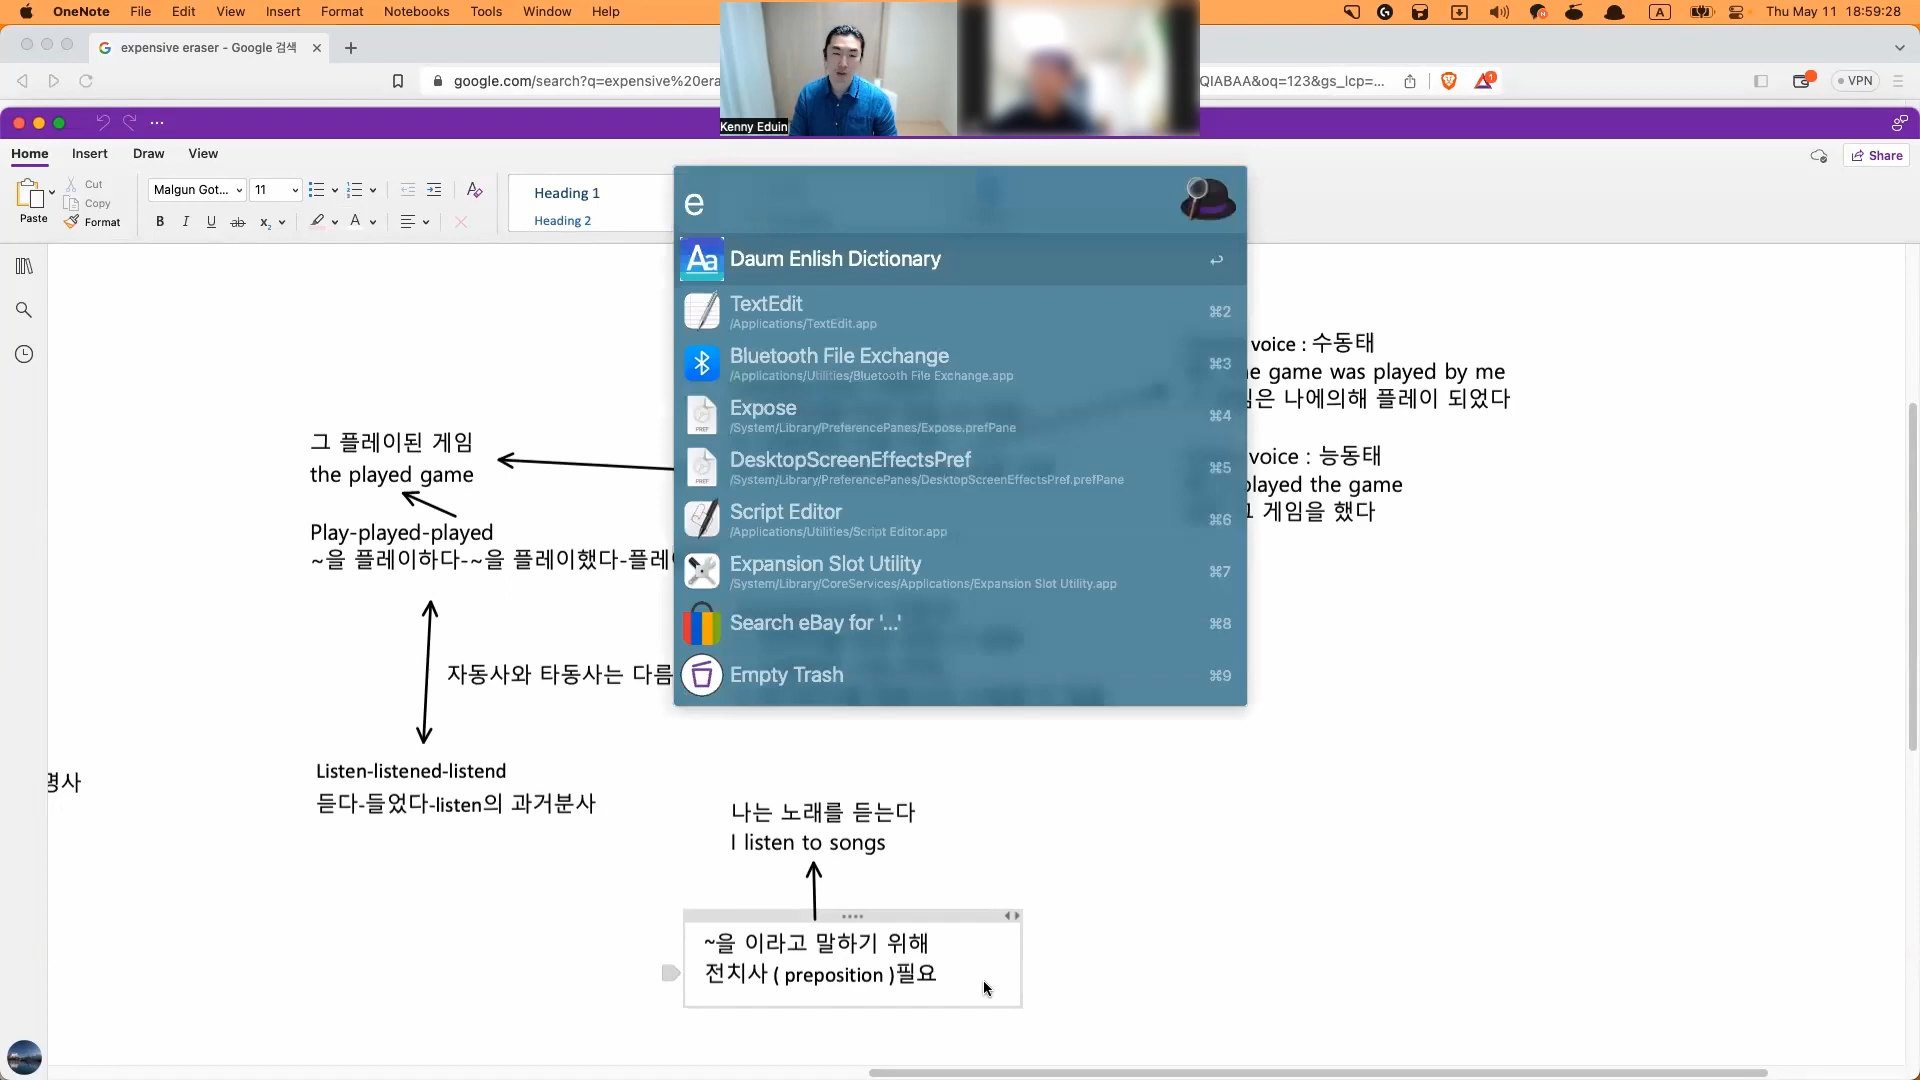 OneNote File Edit View Insert Format Notebooks Tools Window Help
A
Thu May 11 18:59:28
expensive eraser - Google 검색
google.com/search?q=expensive%20era
QIABAA&oq=123&gs_lcp=...
1
VPN
Kenny Eduin
Home Insert Draw View
Share
Paste
Cut
Copy
Format
Malgun Got...
11
B I U ab x₂ A
Heading 1
Heading 2
e
Daum Enlish Dictionary
TextEdit
/Applications/TextEdit.app
⌘2
Bluetooth File Exchange
/Applications/Utilities/Bluetooth File Exchange.app
⌘3
Expose
/System/Library/PreferencePanes/Expose.prefPane
⌘4
DesktopScreenEffectsPref
/System/Library/PreferencePanes/DesktopScreenEffectsPref.prefPane
⌘5
Script Editor
/Applications/Utilities/Script Editor.app
⌘6
Expansion Slot Utility
/System/Library/CoreServices/Applications/Expansion Slot Utility.app
⌘7
Search eBay for '...'
⌘8
Empty Trash
⌘9
voice : 수동태
game was played by me
은 나에의해 플레이 되었다
voice : 능동태
played the game
게임을 했다
그 플레이된 게임
the played game
Play-played-played
~을 플레이하다-~을 플레이했다-플레
자동사와 타동사는 다름
Listen-listened-listend
듣다-들었다-listen의 과거분사
명사
나는 노래를 듣는다
I listen to songs
~을 이라고 말하기 위해
전치사 ( preposition )필요